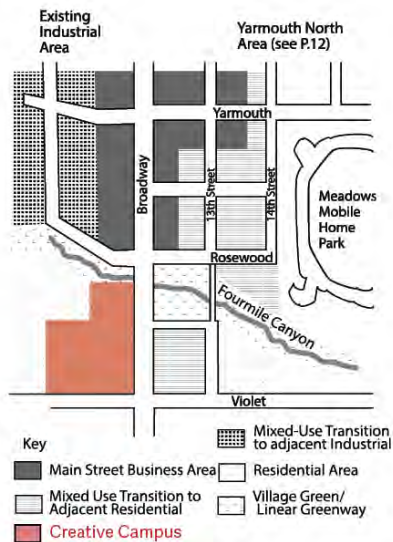 Existing
Industrial
Area
Yarmouth North
Area (see P.12)
Yarmouth
Broadway
13th Street
14th Street
Meadows
Mobile
Home
Park
Rosewood
Fourmile Canyon
Violet
Key
Mixed-Use Transition
to adjacent Industrial
Main Street Business Area
Residential Area
Mixed Use Transition to
Adjacent Residential
Village Green/
Linear Greenway
Creative Campus